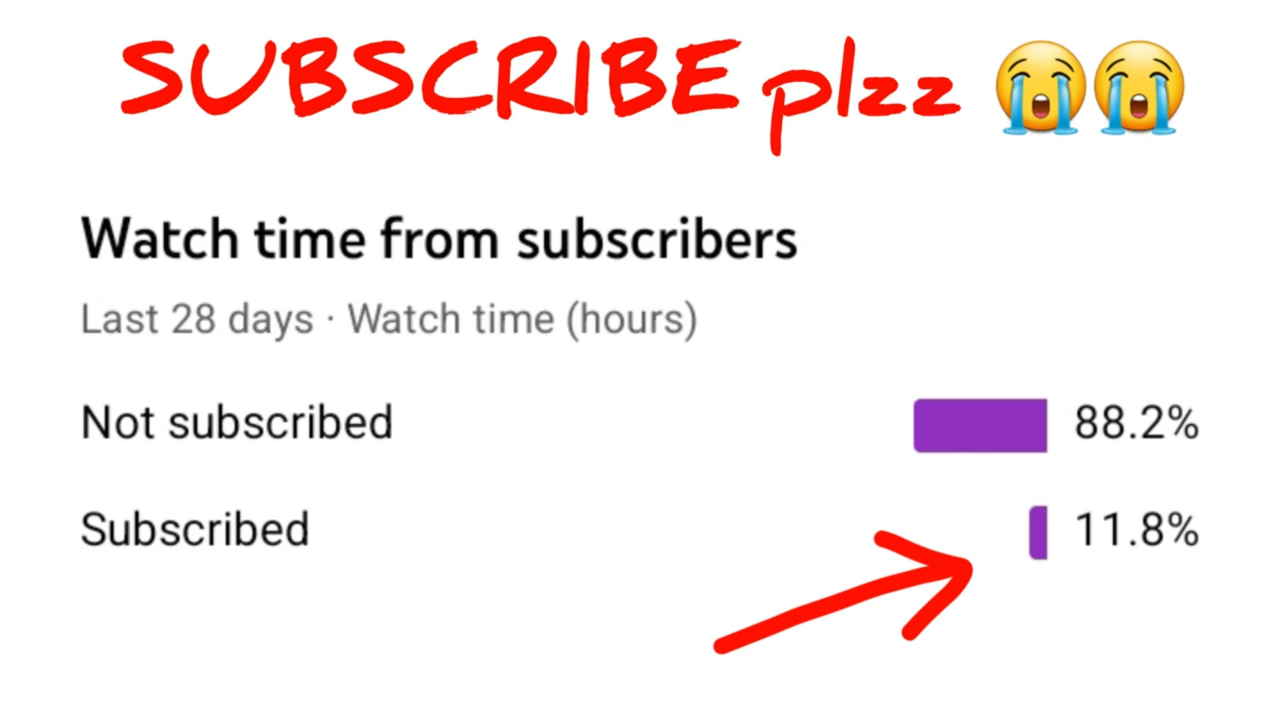 SUBSCRIBE plzz 😭😭
Watch time from subscribers
Last 28 days · Watch time (hours)
Not subscribed 88.2%
Subscribed 11.8%